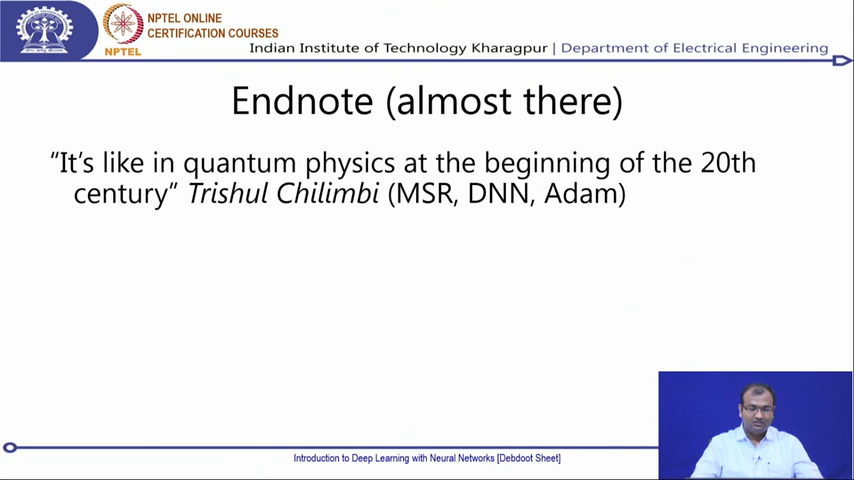 NPTEL ONLINE
CERTIFICATION COURSES
NPTEL
Indian Institute of Technology Kharagpur | Department of Electrical Engineering
Endnote (almost there)
“It’s like in quantum physics at the beginning of the 20th
century” Trishul Chilimbi (MSR, DNN, Adam)
Introduction to Deep Learning with Neural Networks [Debdoot Sheet]